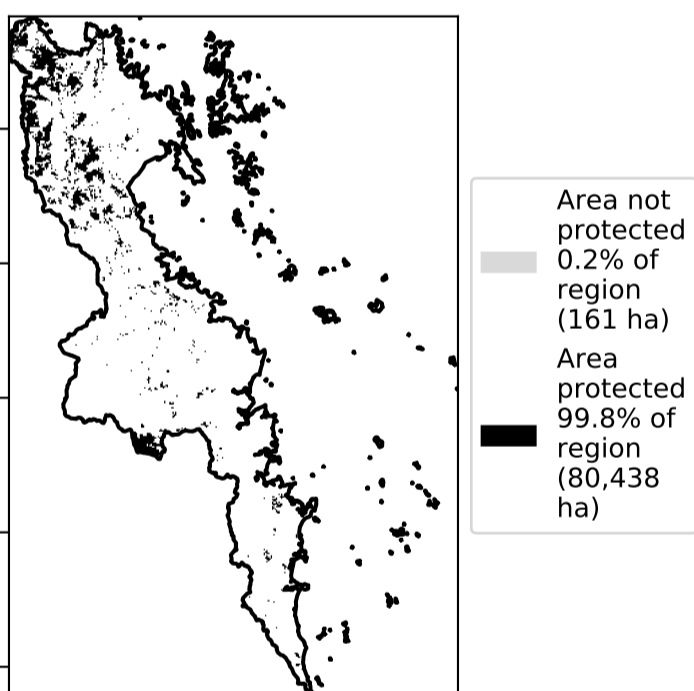 Area not
protected
0.2% of
region
(161 ha)
Area
protected
99.8% of
region
(80,438
ha)